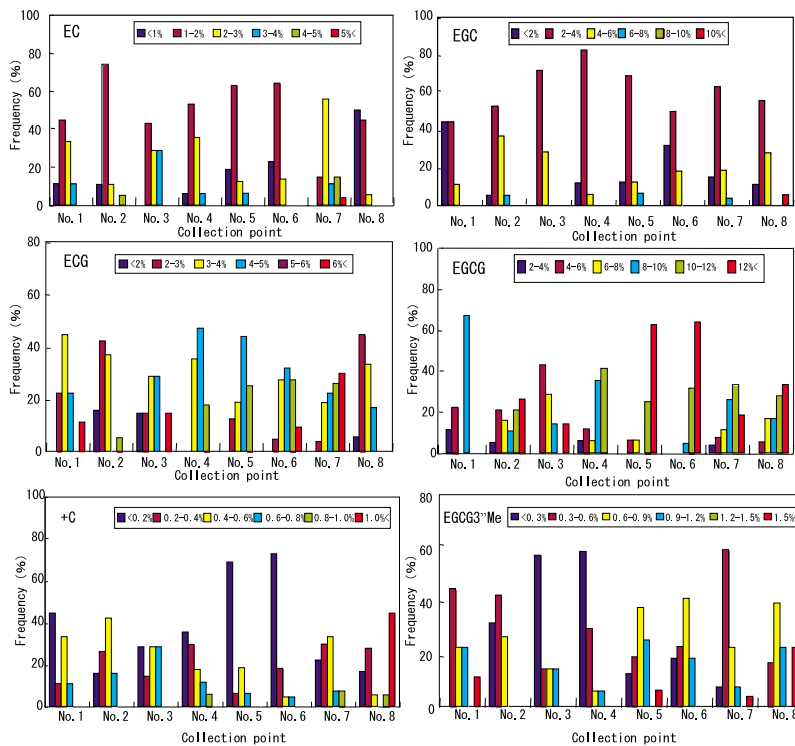 EC
<1% 1-2% 2-3% 3-4% 4-5% 5%<
Frequency (%)
100
80
60
40
20
0
No. 1 No. 2 No. 3 No. 4 No. 5 No. 6 No. 7 No. 8
Collection point
EGC
<2% 2-4% 4-6% 6-8% 8-10% 10%<
Frequency (%)
100
80
60
40
20
0
No. 1 No. 2 No. 3 No. 4 No. 5 No. 6 No. 7 No. 8
Collection point
ECG
<2% 2-3% 3-4% 4-5% 5-6% 6%<
Frequency (%)
80
60
40
20
0
No. 1 No. 2 No. 3 No. 4 No. 5 No. 6 No. 7 No. 8
Collection point
EGCG
2-4% 4-6% 6-8% 8-10% 10-12% 12%<
Frequency (%)
100
80
60
40
20
0
No. 1 No. 2 No. 3 No. 4 No. 5 No. 6 No. 7 No. 8
Collection point
+C
<0.2% 0.2-0.4% 0.4-0.6% 0.6-0.8% 0.8-1.0% 1.0%<
Frequency (%)
100
80
60
40
20
0
No. 1 No. 2 No. 3 No. 4 No. 5 No. 6 No. 7 No. 8
Collection point
EGCG3"Me
<0.3% 0.3-0.6% 0.6-0.9% 0.9-1.2% 1.2-1.5% 1.5%
Frequency (%)
80
60
40
20
0
No. 1 No. 2 No. 3 No. 4 No. 5 No. 6 No. 7 No. 8
Collection point